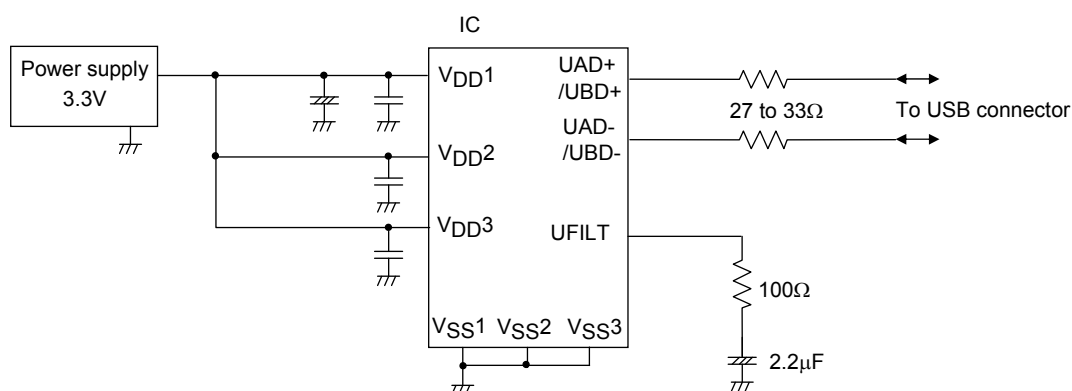 IC
Power supply
3.3V
VDD1
VDD2
VDD3
UAD+
/UBD+
UAD-
/UBD-
27 to 33Ω
To USB connector
UFILT
100Ω
2.2μF
VSS1 VSS2 VSS3